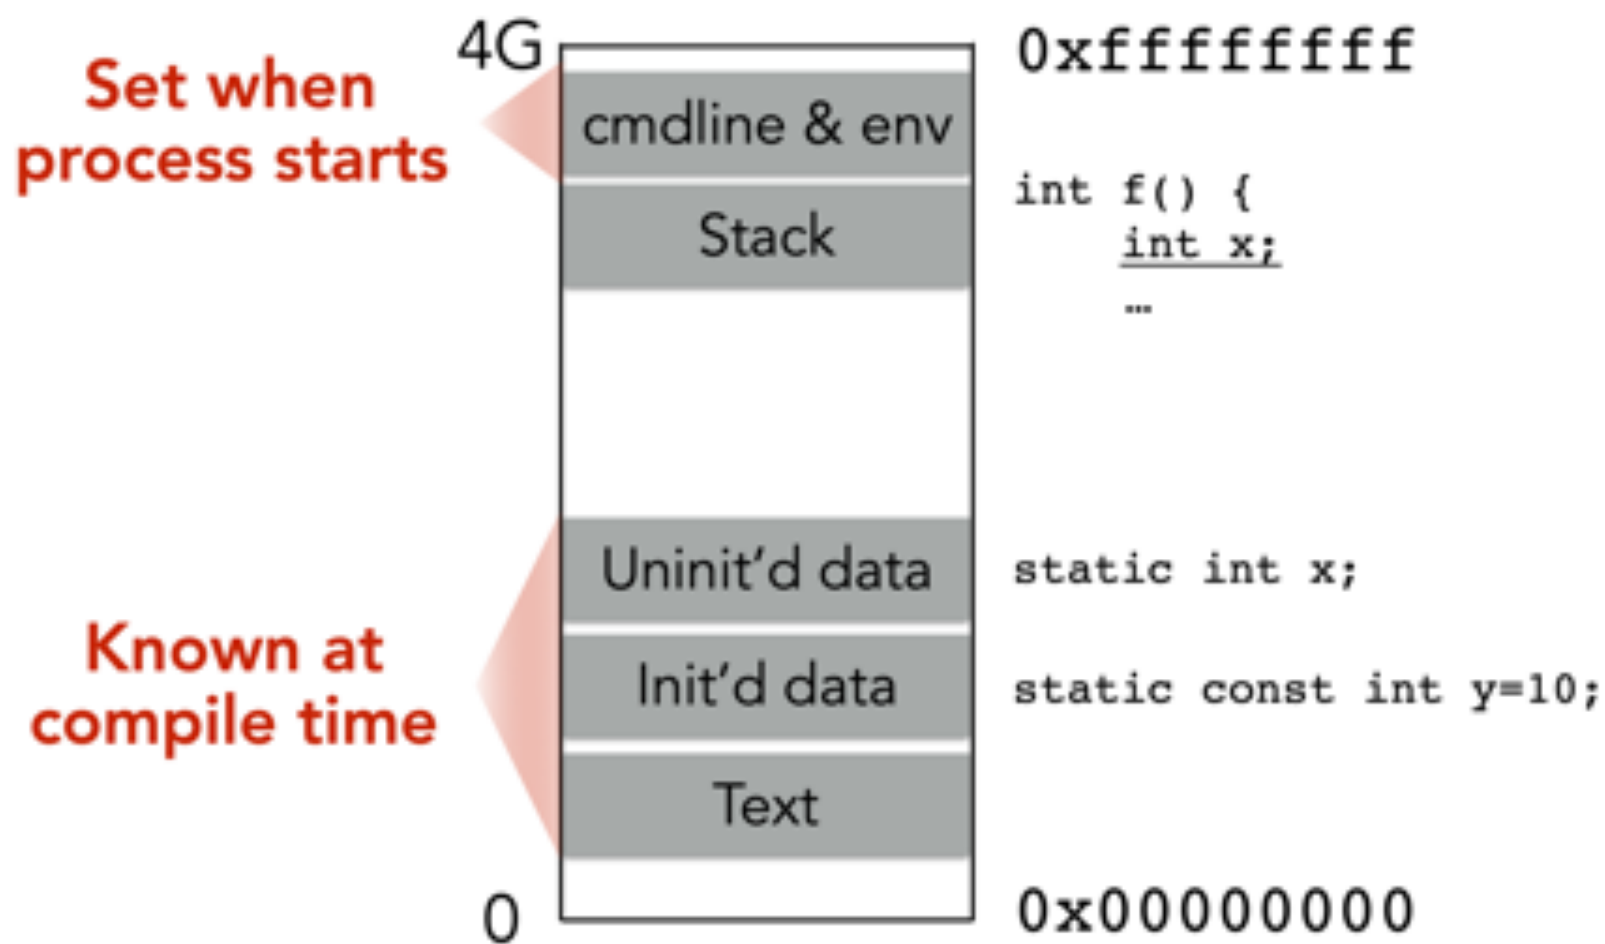 4G
0xffffffff
Set when
process starts
cmdline & env
int f() {
Stack
int x;
…
Uninit’d data
static int x;
Known at
compile time
Init’d data
static const int y=10;
Text
0
0x00000000